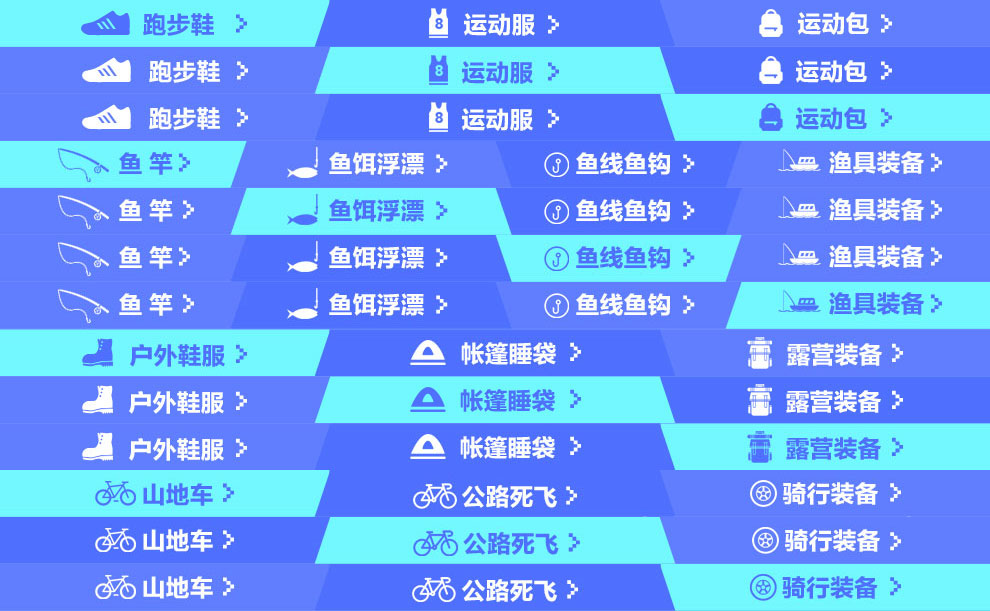 跑步鞋 运动服 8 运动包
跑步鞋 运动服 8 运动包
跑步鞋 运动服 8 运动包
鱼 竿 鱼饵浮漂 鱼线鱼钩 渔具装备
鱼 竿 鱼饵浮漂 鱼线鱼钩 渔具装备
鱼 竿 鱼饵浮漂 鱼线鱼钩 渔具装备
鱼 竿 鱼饵浮漂 鱼线鱼钩 渔具装备
户外鞋服 帐篷睡袋 露营装备
户外鞋服 帐篷睡袋 露营装备
户外鞋服 帐篷睡袋 露营装备
山地车 公路死飞 骑行装备
山地车 公路死飞 骑行装备
山地车 公路死飞 骑行装备